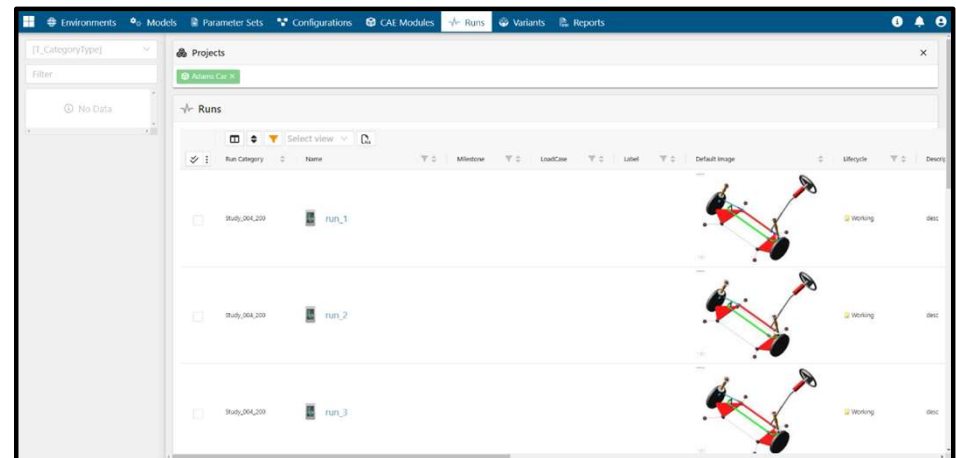 Environments Models Parameter Sets Configurations CAE Modules Runs Variants Reports
[1_CategoryType]
Projects
Filter
Adams Car ×
No Data
Runs
Select view
Run Category Name Milestone LoadCase Label Default Image Lifecycle Descrip
Study_004_200 run_1 Working desc
Study_004_200 run_2 Working desc
Study_004_200 run_3 Working desc